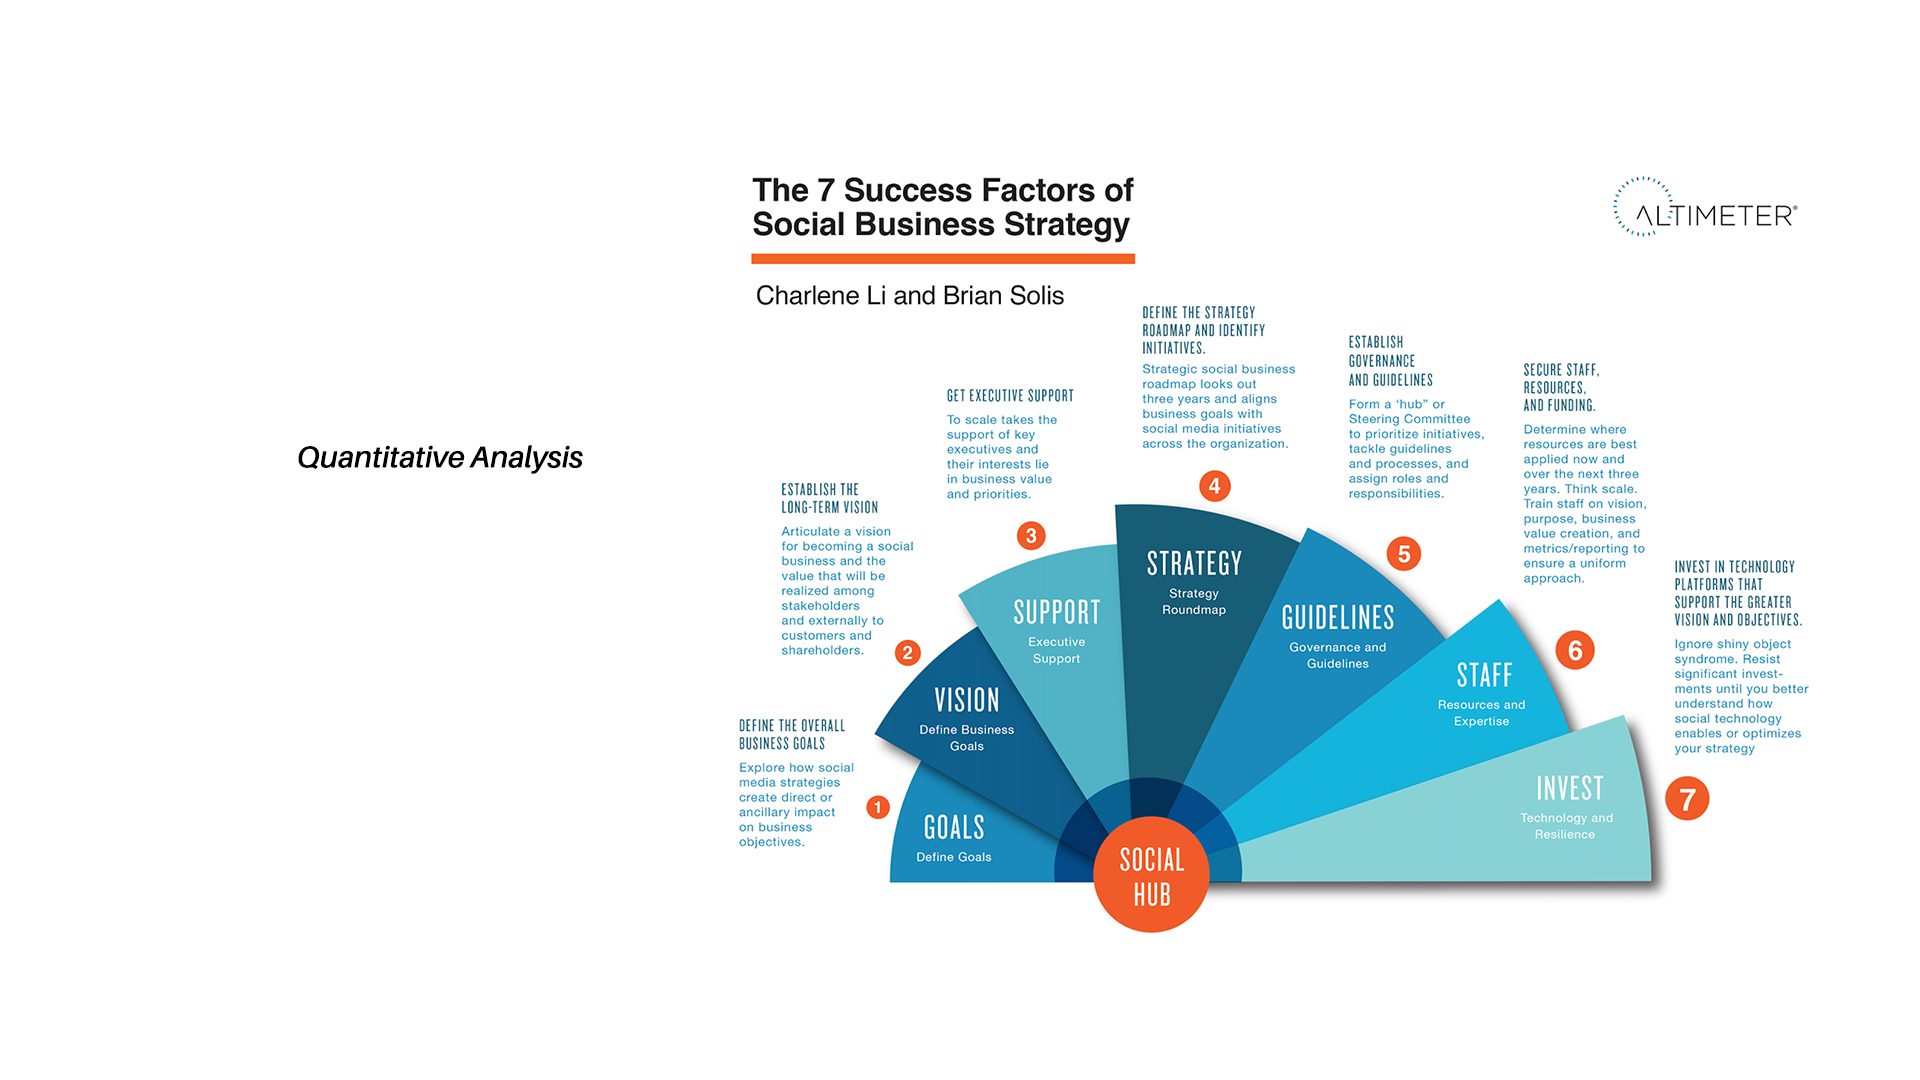 Quantitative Analysis
The 7 Success Factors of
Social Business Strategy
Charlene Li and Brian Solis
ALTIMETER®
DEFINE THE OVERALL
BUSINESS GOALS
Explore how social
media strategies
create direct or
ancillary impact
on business
objectives.
1
GOALS
Define Goals
ESTABLISH THE
LONG-TERM VISION
Articulate a vision
for becoming a social
business and the
value that will be
realized among
stakeholders
and externally to
customers and
shareholders.
2
VISION
Define Business
Goals
GET EXECUTIVE SUPPORT
To scale takes the
support of key
executives and
their interests lie
in business value
and priorities.
3
SUPPORT
Executive
Support
DEFINE THE STRATEGY
ROADMAP AND IDENTIFY
INITIATIVES.
Strategic social business
roadmap looks out
three years and aligns
business goals with
social media initiatives
across the organization.
4
STRATEGY
Strategy
Roundmap
ESTABLISH
GOVERNANCE
AND GUIDELINES
Form a ‘hub” or
Steering Committee
to prioritize initiatives,
tackle guidelines
and processes, and
assign roles and
responsibilities.
5
GUIDELINES
Governance and
Guidelines
SECURE STAFF,
RESOURCES,
AND FUNDING.
Determine where
resources are best
applied now and
over the next three
years. Think scale.
Train staff on vision,
purpose, business
value creation, and
metrics/reporting to
ensure a uniform
approach.
6
STAFF
Resources and
Expertise
INVEST IN TECHNOLOGY
PLATFORMS THAT
SUPPORT THE GREATER
VISION AND OBJECTIVES.
Ignore shiny object
syndrome. Resist
significant invest-
ments until you better
understand how
social technology
enables or optimizes
your strategy
7
INVEST
Technology and
Resilience
SOCIAL
HUB